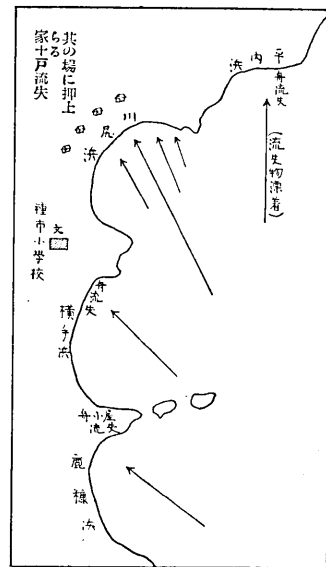 平内浜
舟流失
(流失物漂着)
其の場に押上
らる
家十戸流失
川尻浜
文
種市小学校
舟流失
横手浜
舟小屋流失
鹿糠浜